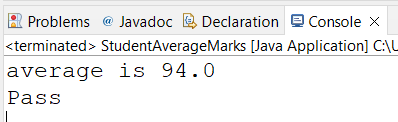 Problems @ Javadoc Declaration Console
<terminated> StudentAverageMarks [Java Application] C:\U
average is 94.0
Pass